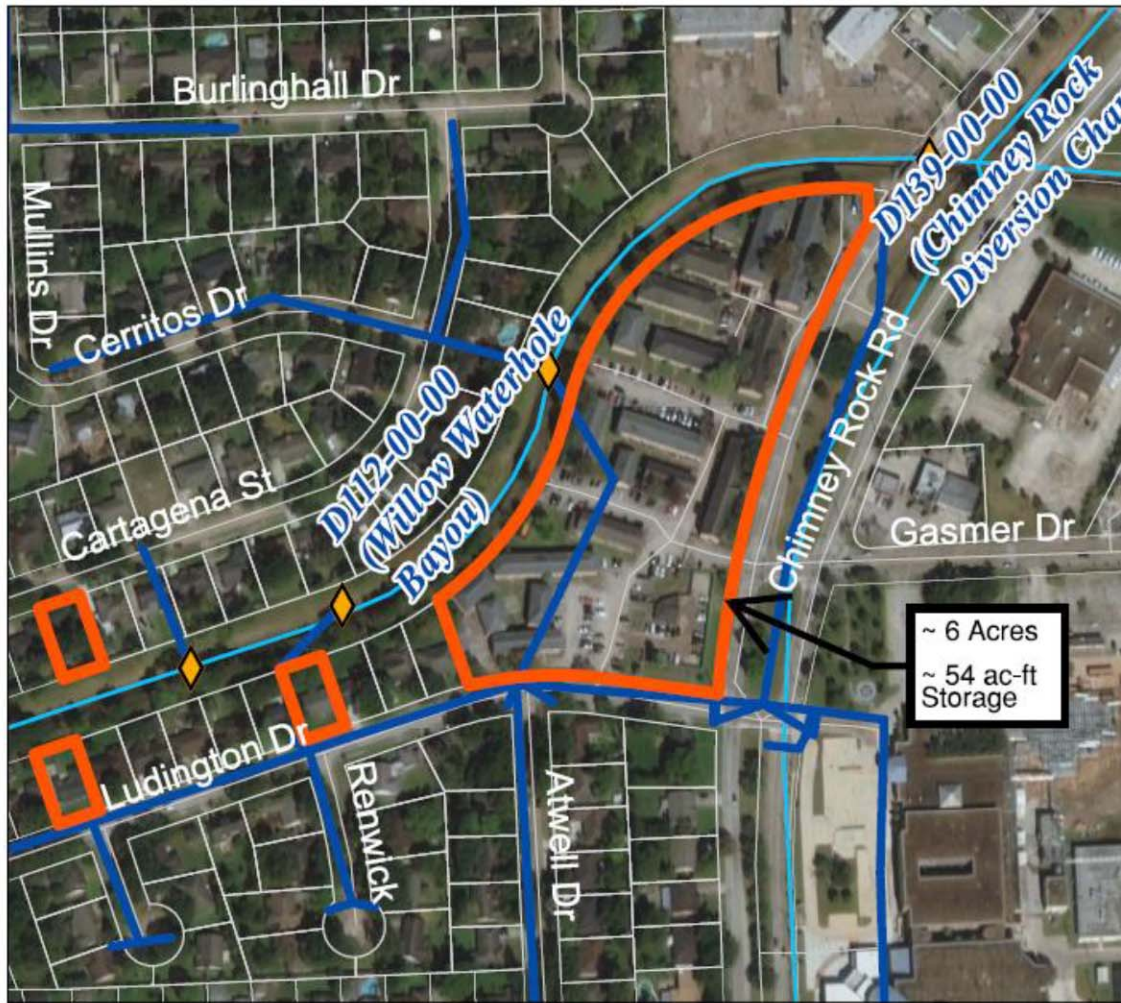 Burlinghall Dr
Mullins Dr
Cerritos Dr
Cartagena St
D112-00-00
(Willow Waterhole
Bayou)
D139-00-00
(Chimney Rock
Diversion Chan
Chimney Rock Rd
Gasmer Dr
~ 6 Acres
~ 54 ac-ft
Storage
Ludington Dr
Renwick
Atwell Dr